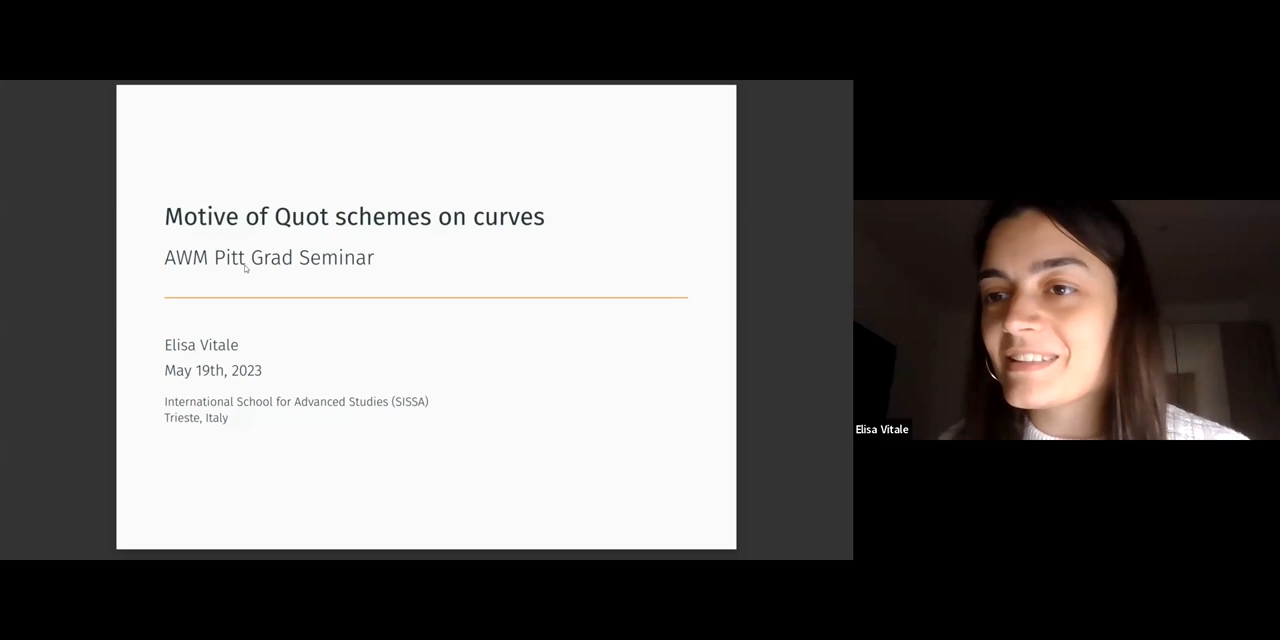 Motive of Quot schemes on curves
AWM Pitt Grad Seminar
Elisa Vitale
May 19th, 2023
International School for Advanced Studies (SISSA)
Trieste, Italy
Elisa Vitale